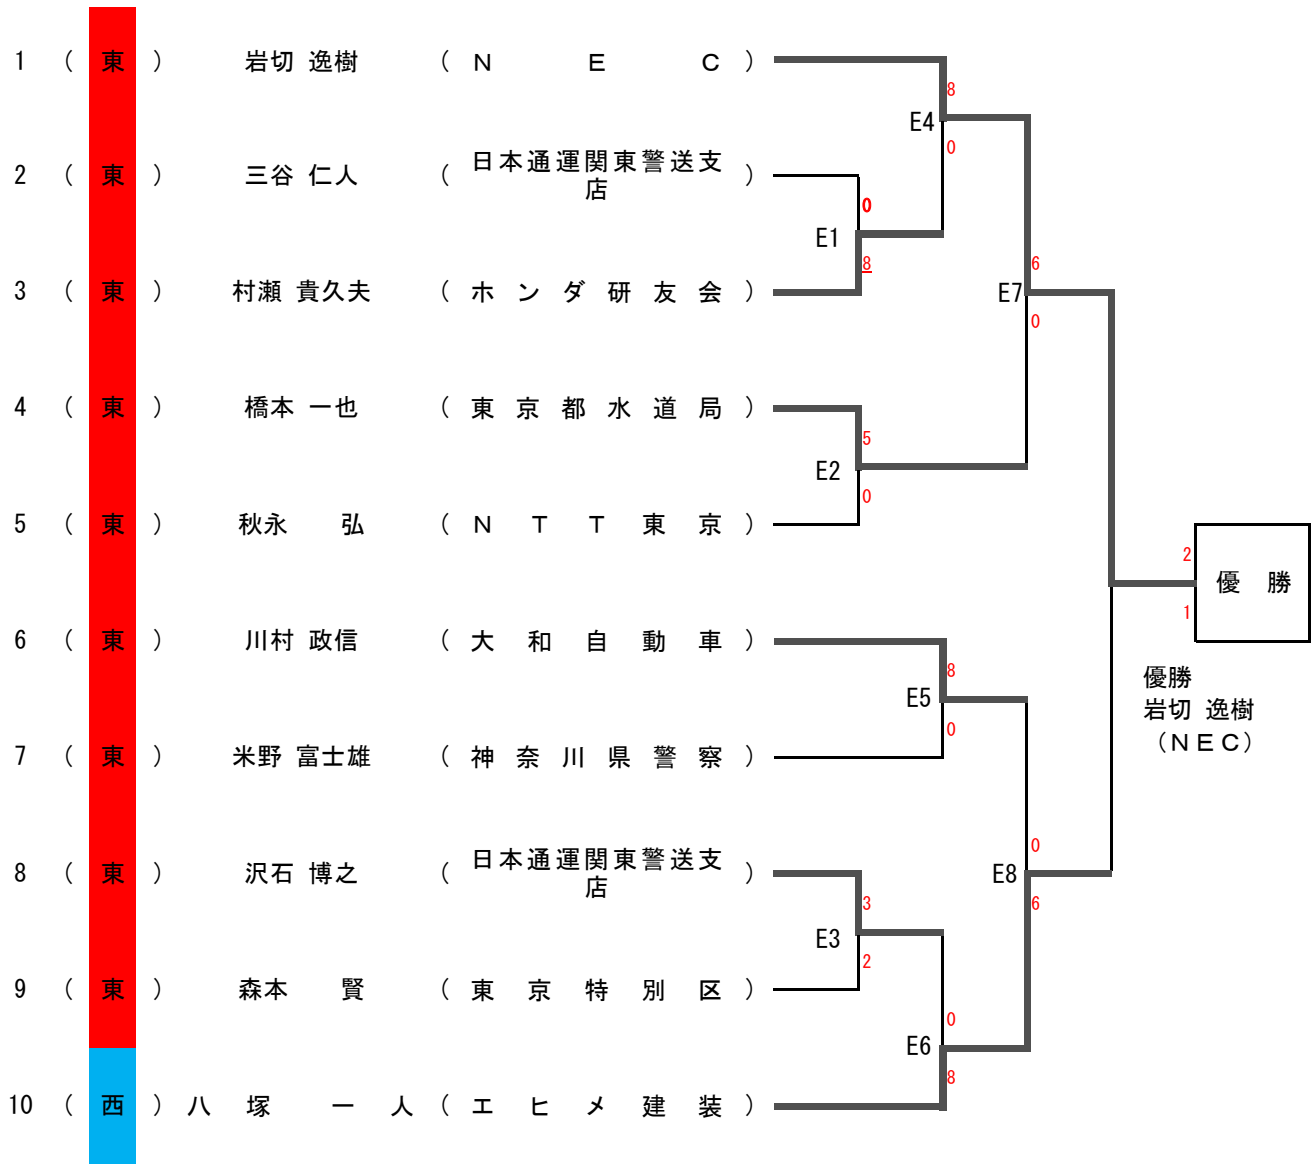 1 （ 東 ） 岩切 逸樹 （ Ｎ Ｅ Ｃ ）
8
E4
0
2 （ 東 ） 三谷 仁人 （ 日本通運関東警送支店 ）
0
E1
8
3 （ 東 ） 村瀬 貴久夫 （ ホンダ研友会 ）
6
E7
0
4 （ 東 ） 橋本 一也 （ 東京都水道局 ）
5
E2
0
5 （ 東 ） 秋永 弘 （ ＮＴＴ東京 ）
2
優 勝
1
6 （ 東 ） 川村 政信 （ 大和自動車 ）
8
E5
0
優勝
岩切 逸樹
（ＮＥＣ）
7 （ 東 ） 米野 富士雄 （ 神奈川県警察 ）
0
E8
6
8 （ 東 ） 沢石 博之 （ 日本通運関東警送支店 ）
3
E3
2
9 （ 東 ） 森本 賢 （ 東京特別区 ）
0
E6
8
10 （ 西 ） 八塚 一人 （ エヒメ建装 ）